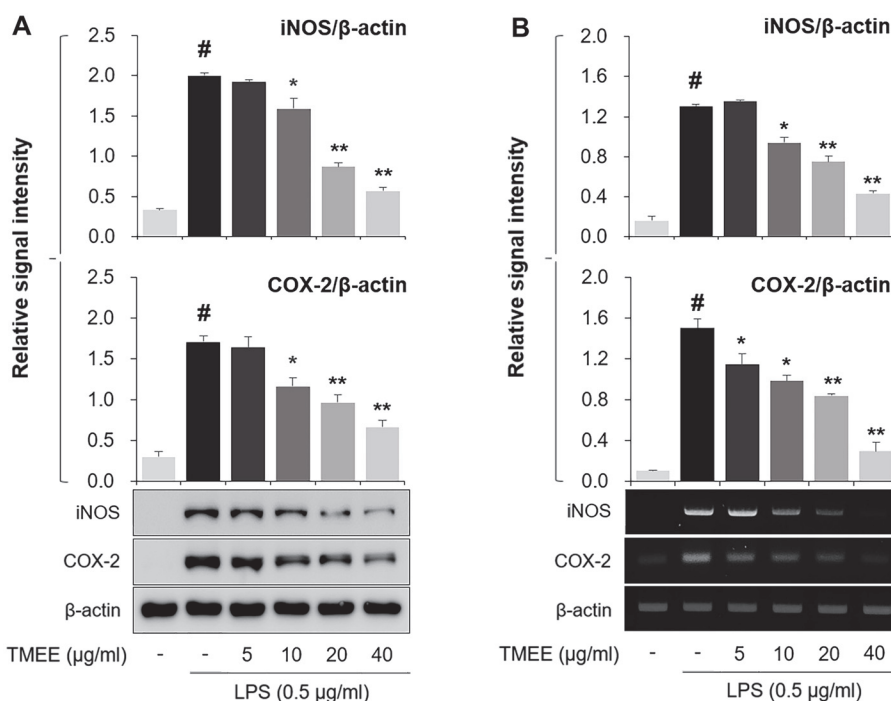 A
iNOS/β-actin
2.5
2.0
1.5
1.0
0.5
0.0
#
*
**
**
Relative signal intensity
COX-2/β-actin
2.5
2.0
1.5
1.0
0.5
0.0
#
*
**
**
iNOS
COX-2
β-actin
TMEE (µg/ml) - - 5 10 20 40
LPS (0.5 µg/ml)
B
iNOS/β-actin
2.0
1.6
1.2
0.8
0.4
0.0
#
*
**
**
Relative signal intensity
COX-2/β-actin
2.0
1.6
1.2
0.8
0.4
0.0
#
*
*
**
**
iNOS
COX-2
β-actin
TMEE (µg/ml) - - 5 10 20 40
LPS (0.5 µg/ml)